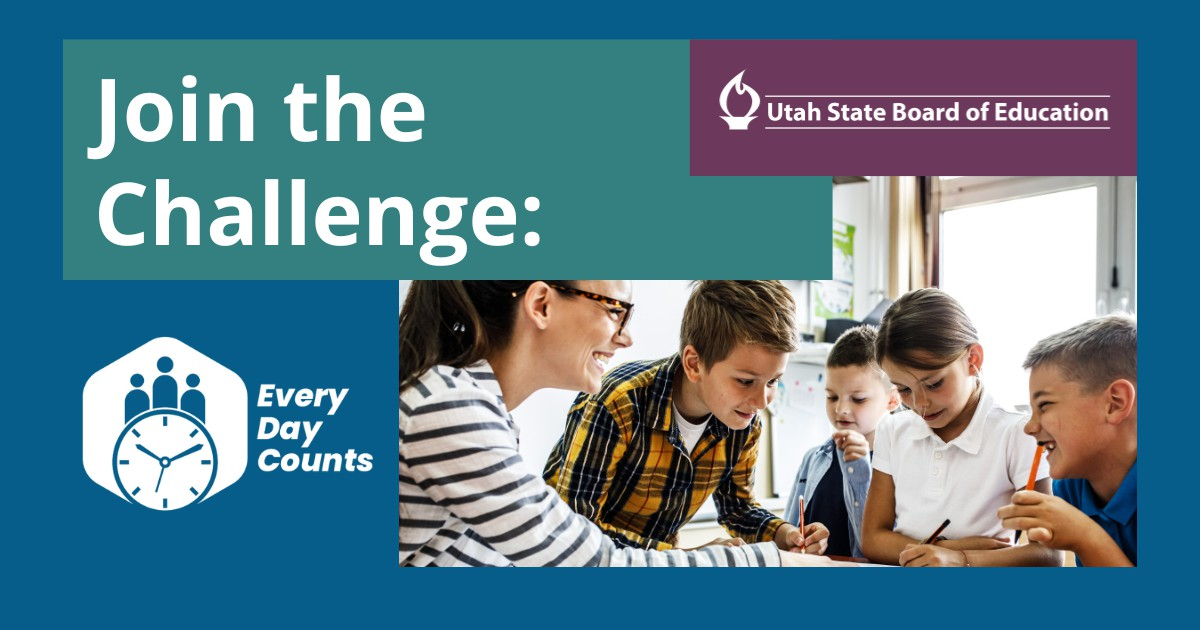 Join the
Challenge:
Utah State Board of Education
Every
Day
Counts